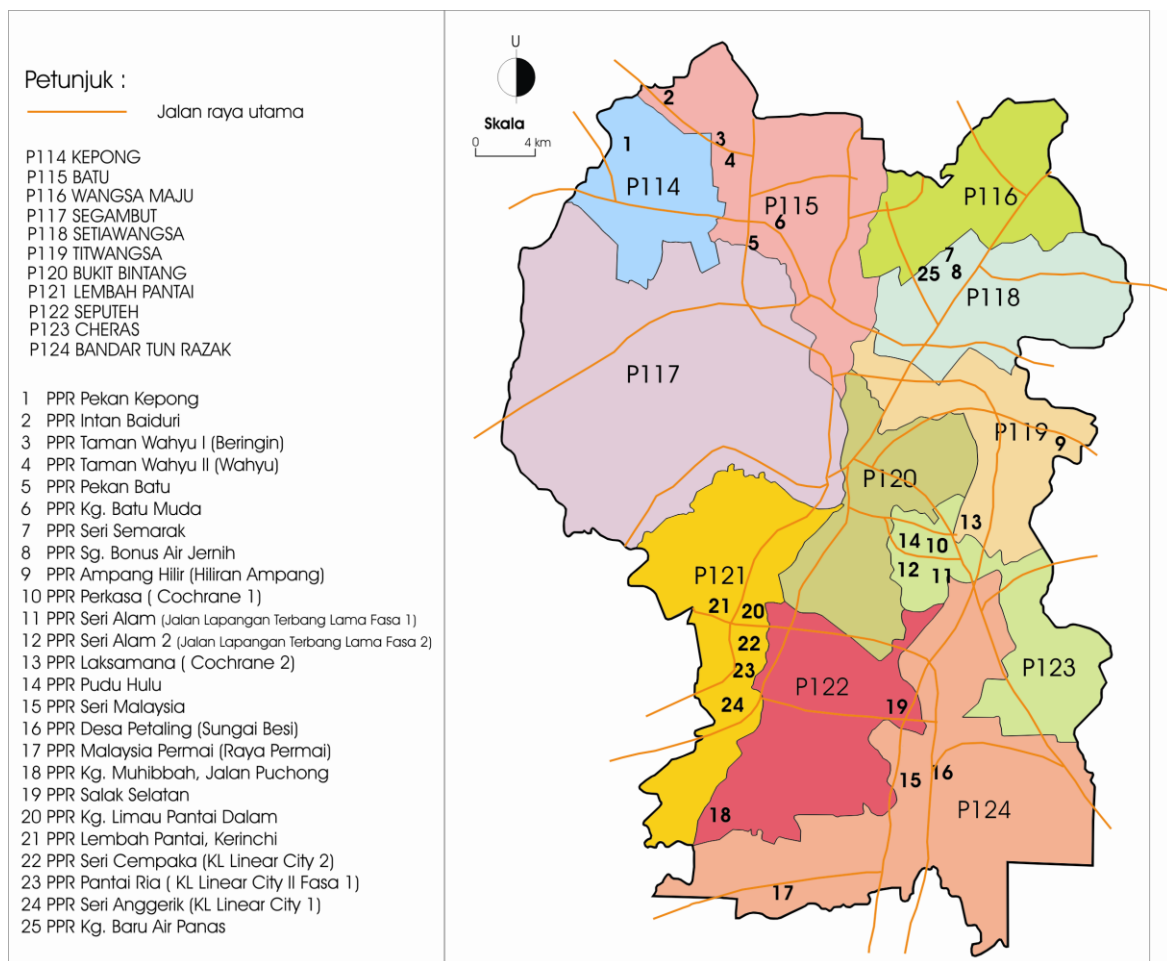 Petunjuk :
Jalan raya utama
P114 KEPONG
P115 BATU
P116 WANGSA MAJU
P117 SEGAMBUT
P118 SETIAWANGSA
P119 TITWANGSA
P120 BUKIT BINTANG
P121 LEMBAH PANTAI
P122 SEPUTEH
P123 CHERAS
P124 BANDAR TUN RAZAK
1 PPR Pekan Kepong
2 PPR Intan Baiduri
3 PPR Taman Wahyu I (Beringin)
4 PPR Taman Wahyu II (Wahyu)
5 PPR Pekan Batu
6 PPR Kg. Batu Muda
7 PPR Seri Semarak
8 PPR Sg. Bonus Air Jernih
9 PPR Ampang Hilir (Hiliran Ampang)
10 PPR Perkasa ( Cochrane 1)
11 PPR Seri Alam (Jalan Lapangan Terbang Lama Fasa 1)
12 PPR Seri Alam 2 (Jalan Lapangan Terbang Lama Fasa 2)
13 PPR Laksamana ( Cochrane 2)
14 PPR Pudu Hulu
15 PPR Seri Malaysia
16 PPR Desa Petaling (Sungai Besi)
17 PPR Malaysia Permai (Raya Permai)
18 PPR Kg. Muhibbah, Jalan Puchong
19 PPR Salak Selatan
20 PPR Kg. Limau Pantai Dalam
21 PPR Lembah Pantai, Kerinchi
22 PPR Seri Cempaka (KL Linear City 2)
23 PPR Pantai Ria ( KL Linear City II Fasa 1)
24 PPR Seri Anggerik (KL Linear City 1)
25 PPR Kg. Baru Air Panas
U
Skala
0 4 km
2
1
3
4
P114
P115
6
5
P116
7
25 8
P118
P117
P119
9
P120
13
14 10
12 11
P121
21 20
22
23
24
P122
19
P123
15 16
18
P124
17